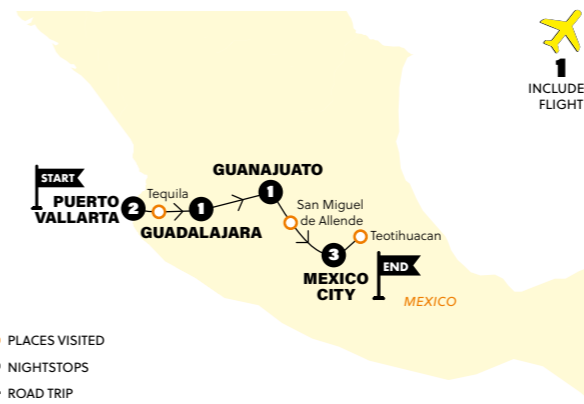 1
INCLUDE
FLIGHT
START
PUERTO
VALLARTA
2
Tequila
1
GUADALAJARA
GUANAJUATO
1
San Miguel
de Allende
Teotihuacan
3
MEXICO
CITY
END
MEXICO
PLACES VISITED
NIGHTSTOPS
ROAD TRIP